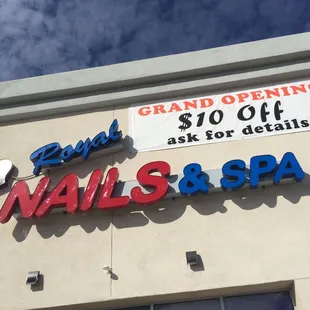 GRAND OPENING
$10 Off
ask for details
Royal
NAILS & SPA